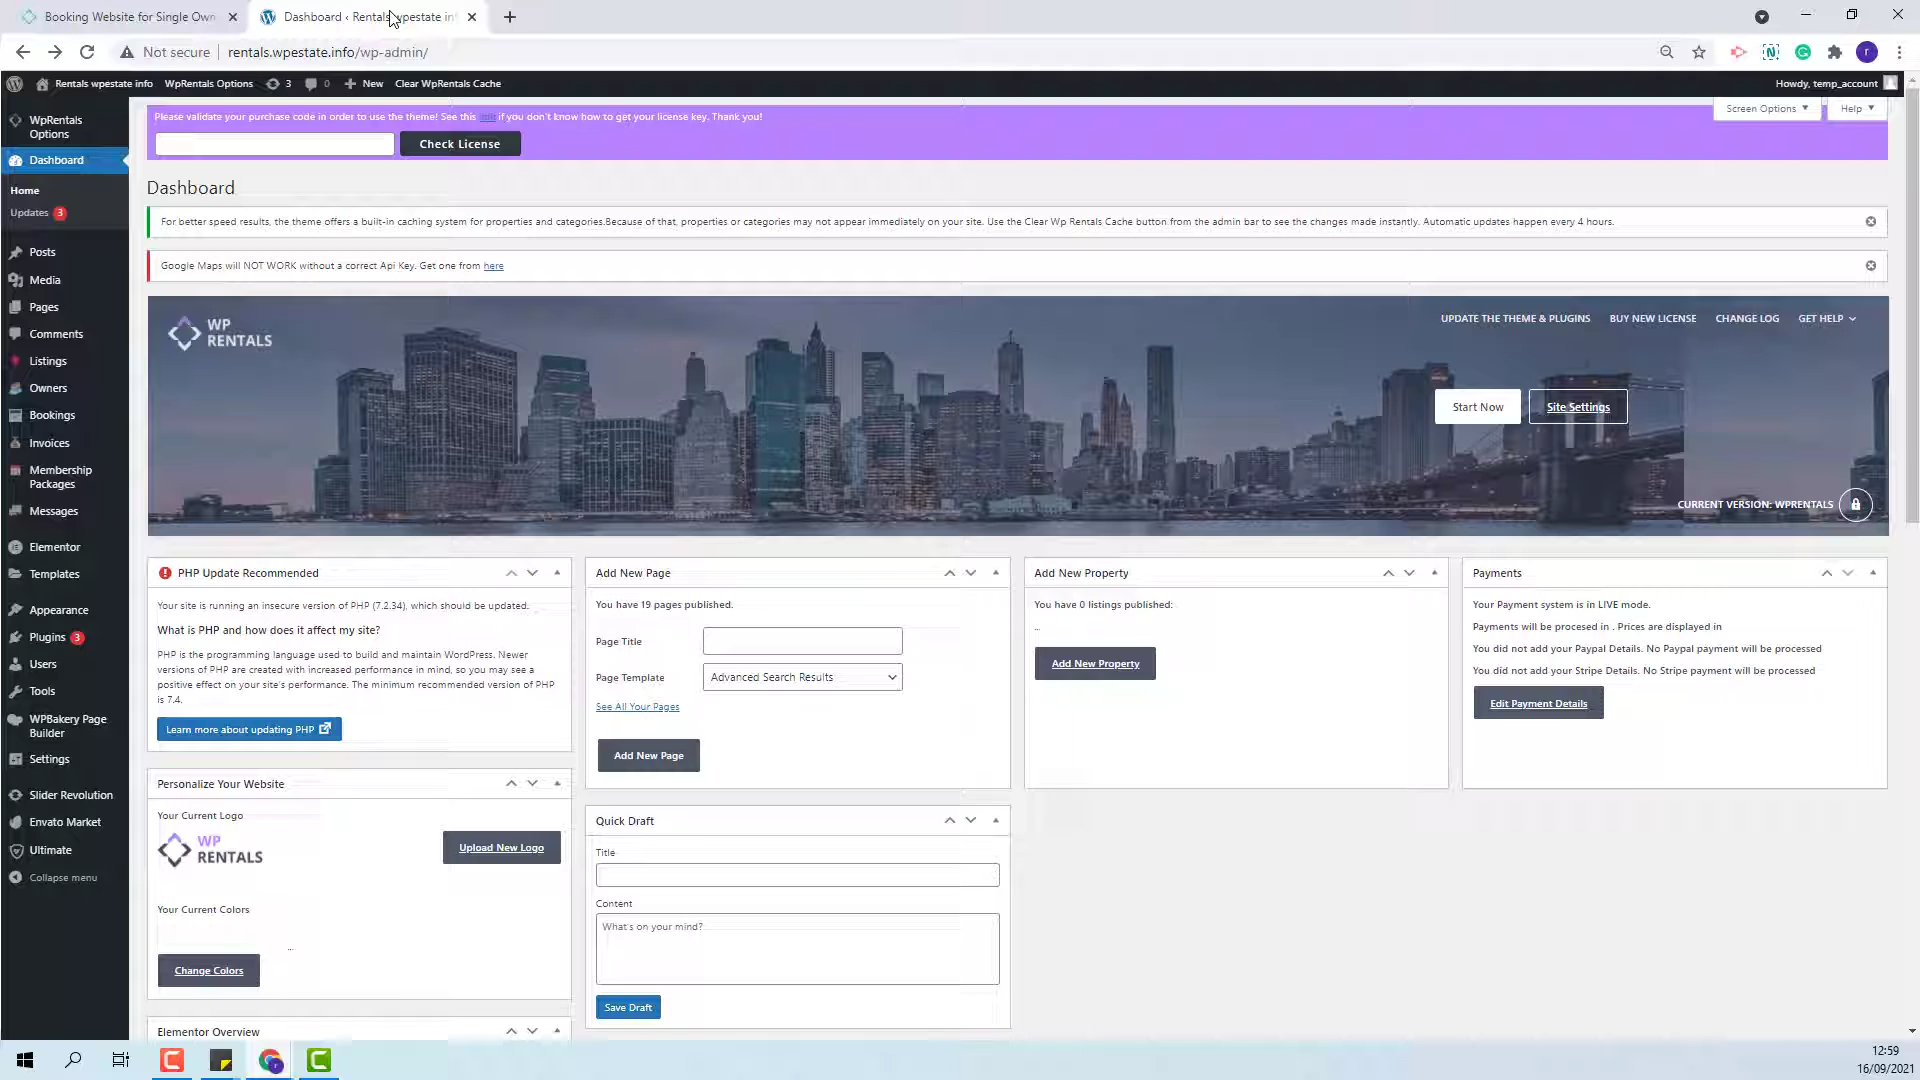 Booking Website for Single Own
Dashboard ‹ Rentals wpestate inf
Not secure
rentals.wpestate.info/wp-admin/
Rentals wpestate info
WpRentals Options
3
0
New
Clear WpRentals Cache
Howdy, temp_account
WpRentals
Options
Dashboard
Home
Updates 3
Posts
Media
Pages
Comments
Listings
Owners
Bookings
Invoices
Membership
Packages
Messages
Elementor
Templates
Appearance
Plugins 3
Users
Tools
WPBakery Page
Builder
Settings
Slider Revolution
Envato Market
Ultimate
Collapse menu
Please validate your purchase code in order to use the theme! See this link if you don't know how to get your license key. Thank you!
Check License
Screen Options
Help
Dashboard
For better speed results, the theme offers a built-in caching system for properties and categories.Because of that, properties or categories may not appear immediately on your site. Use the Clear Wp Rentals Cache button from the admin bar to see the changes made instantly. Automatic updates happen every 4 hours.
Google Maps will NOT WORK without a correct Api Key. Get one from here
WP
RENTALS
UPDATE THE THEME & PLUGINS
BUY NEW LICENSE
CHANGE LOG
GET HELP
Start Now
Site Settings
CURRENT VERSION: WPRENTALS
PHP Update Recommended
Your site is running an insecure version of PHP (7.2.34), which should be updated.
What is PHP and how does it affect my site?
PHP is the programming language used to build and maintain WordPress. Newer
versions of PHP are created with increased performance in mind, so you may see a
positive effect on your site's performance. The minimum recommended version of PHP
is 7.4.
Learn more about updating PHP
Personalize Your Website
Your Current Logo
WP
RENTALS
Upload New Logo
Your Current Colors
...
Change Colors
Elementor Overview
Add New Page
You have 19 pages published.
Page Title
Page Template
Advanced Search Results
See All Your Pages
Add New Page
Quick Draft
Title
Content
What's on your mind?
Save Draft
Add New Property
You have 0 listings published:
...
Add New Property
Payments
Your Payment system is in LIVE mode.
Payments will be procesed in . Prices are displayed in
You did not add your Paypal Details. No Paypal payment will be processed
You did not add your Stripe Details. No Stripe payment will be processed
Edit Payment Details
12:59
16/09/2021